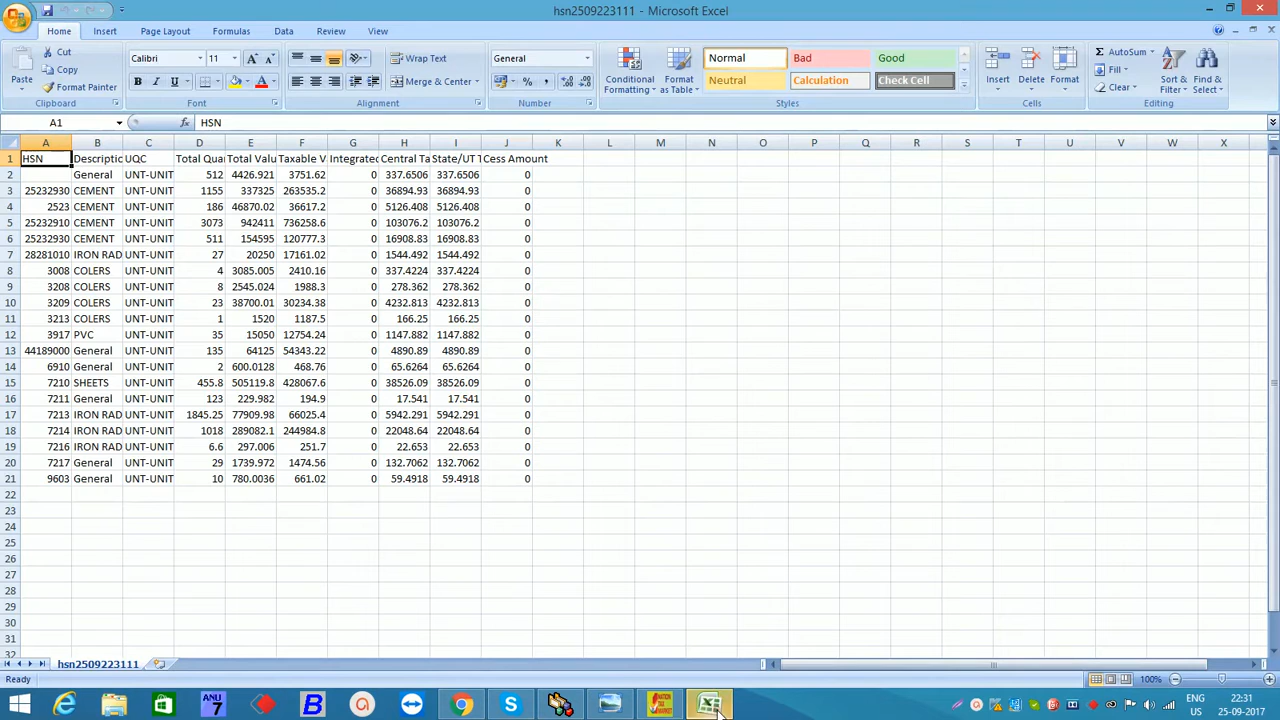 hsn2509223111 - Microsoft Excel
Home Insert Page Layout Formulas Data Review View
Paste Cut Copy Format Painter
Calibri 11 A A B I U A
Wrap Text Merge & Center
General % ,
Conditional Formatting Format as Table
Normal Bad Good
Neutral Calculation Check Cell
Insert Delete Format
AutoSum Fill Clear Sort & Filter Find & Select
Clipboard Font Alignment Number Styles Cells Editing
A1 fx HSN
A B C D E F G H I J K L M N O P Q R S T U V W X
1 HSN Descriptic UQC Total Quar Total Valu Taxable V Integrated Central Ta State/UT T Cess Amount
2 General UNT-UNIT 512 4426.921 3751.62 0 337.6506 337.6506 0
3 25232930 CEMENT UNT-UNIT 1155 337325 263535.2 0 36894.93 36894.93 0
4 2523 CEMENT UNT-UNIT 186 46870.02 36617.2 0 5126.408 5126.408 0
5 25232910 CEMENT UNT-UNIT 3073 942411 736258.6 0 103076.2 103076.2 0
6 25232930 CEMENT UNT-UNIT 511 154595 120777.3 0 16908.83 16908.83 0
7 28281010 IRON RAD UNT-UNIT 27 20250 17161.02 0 1544.492 1544.492 0
8 3008 COLERS UNT-UNIT 4 3085.005 2410.16 0 337.4224 337.4224 0
9 3208 COLERS UNT-UNIT 8 2545.024 1988.3 0 278.362 278.362 0
10 3209 COLERS UNT-UNIT 23 38700.01 30234.38 0 4232.813 4232.813 0
11 3213 COLERS UNT-UNIT 1 1520 1187.5 0 166.25 166.25 0
12 3917 PVC UNT-UNIT 35 15050 12754.24 0 1147.882 1147.882 0
13 44189000 General UNT-UNIT 135 64125 54343.22 0 4890.89 4890.89 0
14 6910 General UNT-UNIT 2 600.0128 468.76 0 65.6264 65.6264 0
15 7210 SHEETS UNT-UNIT 455.8 505119.8 428067.6 0 38526.09 38526.09 0
16 7211 General UNT-UNIT 123 229.982 194.9 0 17.541 17.541 0
17 7213 IRON RAD UNT-UNIT 1845.25 77909.98 66025.4 0 5942.291 5942.291 0
18 7214 IRON RAD UNT-UNIT 1018 289082.1 244984.8 0 22048.64 22048.64 0
19 7216 IRON RAD UNT-UNIT 6.6 297.006 251.7 0 22.653 22.653 0
20 7217 General UNT-UNIT 29 1739.972 1474.56 0 132.7062 132.7062 0
21 9603 General UNT-UNIT 10 780.0036 661.02 0 59.4918 59.4918 0
22
23
24
25
26
27
28
29
30
31
32
hsn2509223111
Ready 100%
ANU 7 B ENG US 22:31 25-09-2017